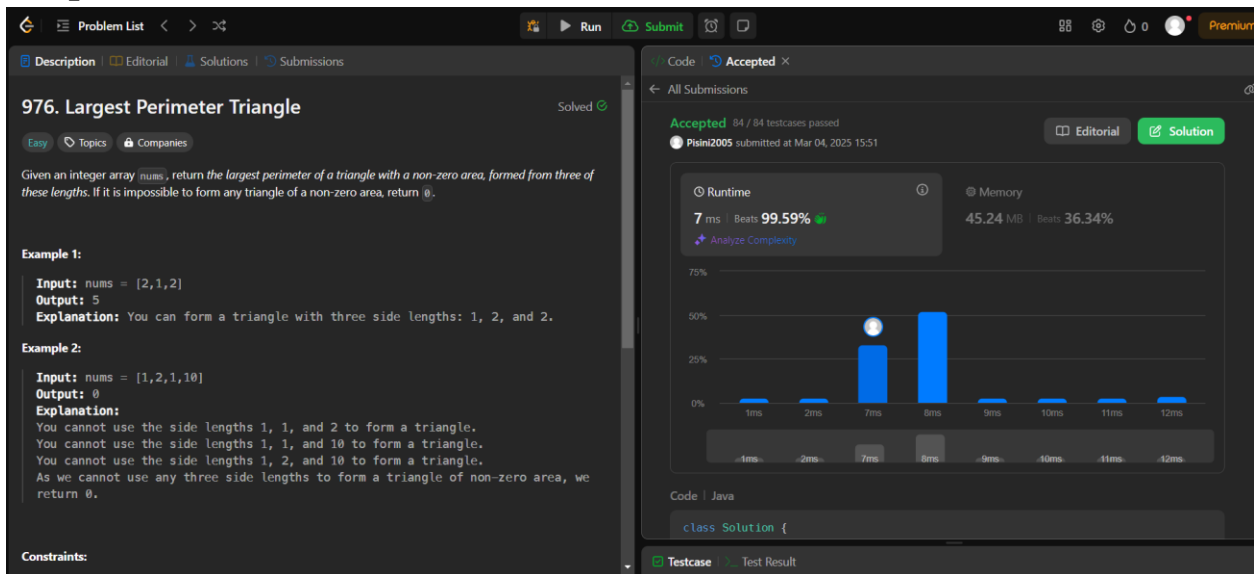 Problem List
Run
Submit
0
Premium
Description | Editorial | Solutions | Submissions
976. Largest Perimeter Triangle
Solved
Easy
Topics
Companies
Given an integer array nums, return the largest perimeter of a triangle with a non-zero area, formed from three of
these lengths. If it is impossible to form any triangle of a non-zero area, return 0.
Example 1:
Input: nums = [2,1,2]
Output: 5
Explanation: You can form a triangle with three side lengths: 1, 2, and 2.
Example 2:
Input: nums = [1,2,1,10]
Output: 0
Explanation:
You cannot use the side lengths 1, 1, and 2 to form a triangle.
You cannot use the side lengths 1, 1, and 10 to form a triangle.
You cannot use the side lengths 1, 2, and 10 to form a triangle.
As we cannot use any three side lengths to form a triangle of non-zero area, we
return 0.
Constraints:
</> Code | Accepted ×
← All Submissions
Accepted 84 / 84 testcases passed
Pisini2005 submitted at Mar 04, 2025 15:51
Editorial
Solution
Runtime
7 ms | Beats 99.59%
Analyze Complexity
Memory
45.24 MB | Beats 36.34%
75%
50%
25%
0%
1ms 2ms 7ms 8ms 9ms 10ms 11ms 12ms
1ms 2ms 7ms 8ms 9ms 10ms 11ms 12ms
Code | Java
class Solution {
Testcase | >_ Test Result